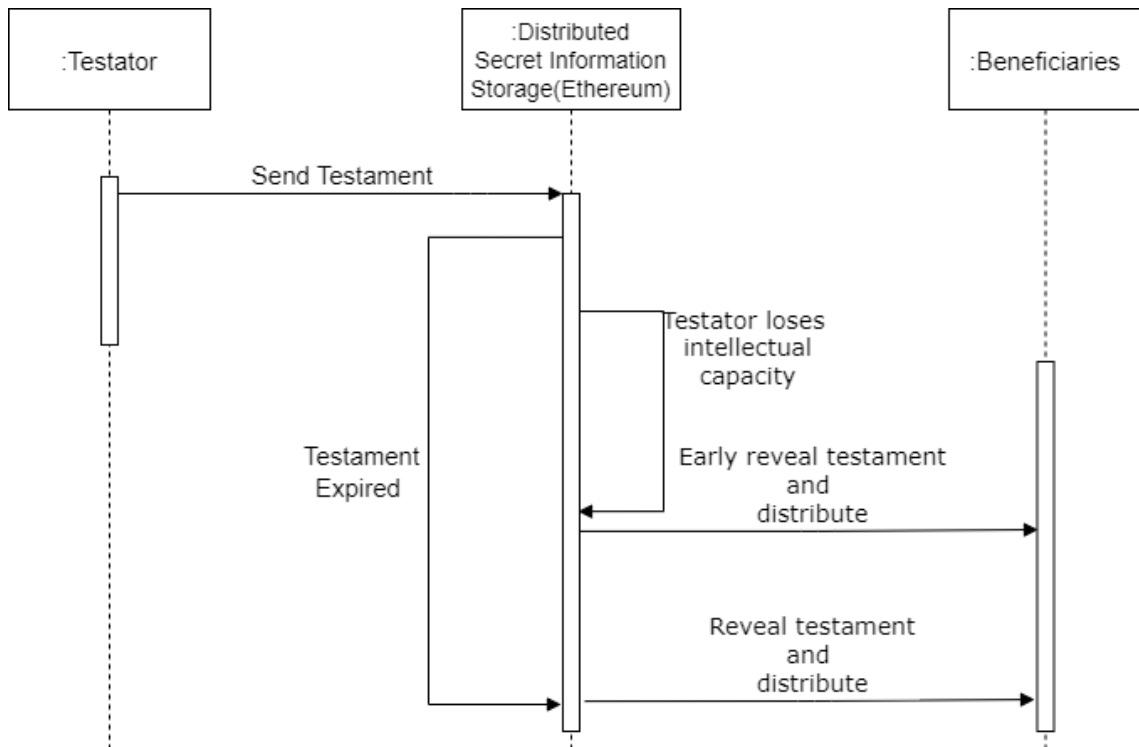 :Testator
:Distributed
Secret Information
Storage(Ethereum)
:Beneficiaries
Send Testament
Testator loses
intellectual
capacity
Testament
Expired
Early reveal testament
and
distribute
Reveal testament
and
distribute